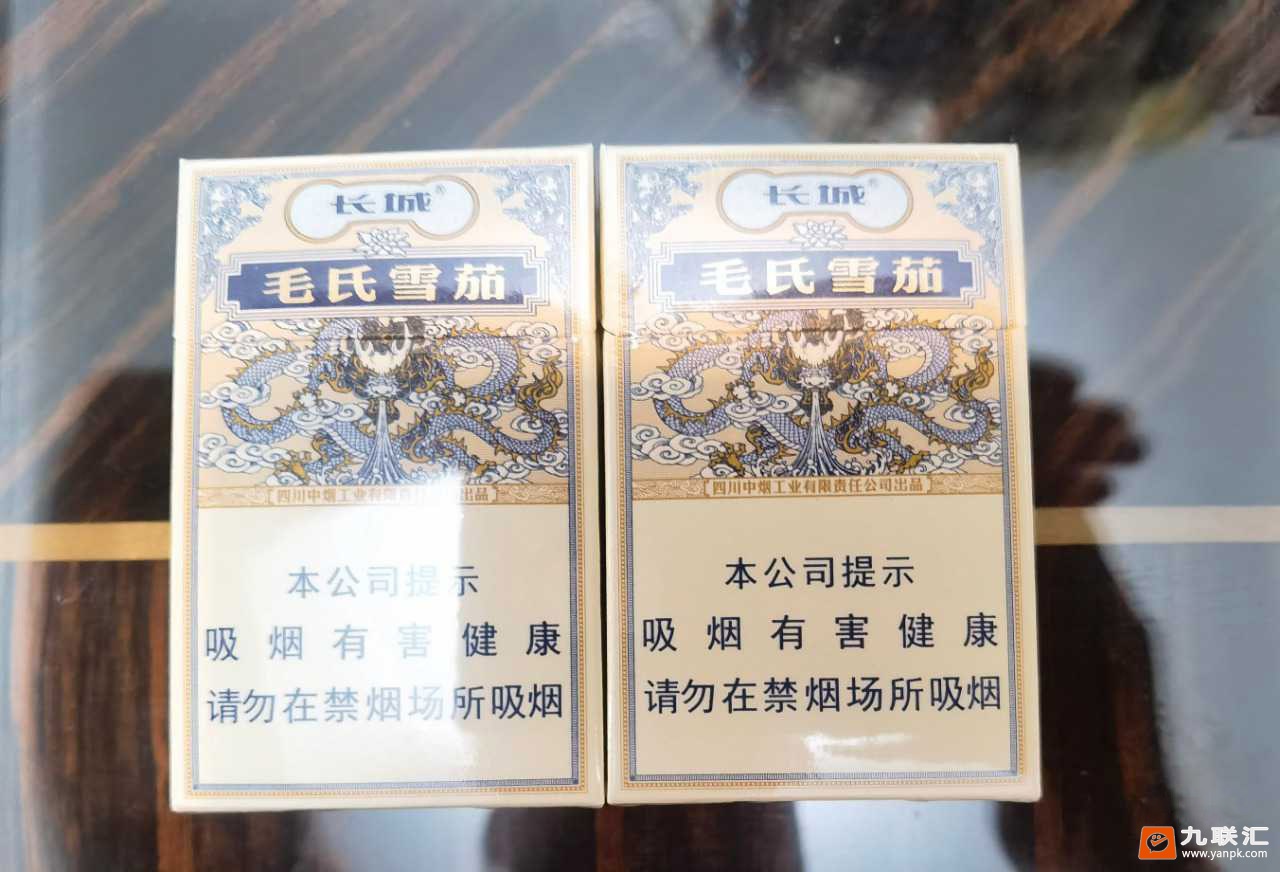 长城®
毛氏雪茄
四川中烟工业有限责任 出品
本公司提示
吸烟有害健康
请勿在禁烟场所吸烟
长城®
毛氏雪茄
四川中烟工业有限责任公司出品
本公司提示
吸烟有害健康
请勿在禁烟场所吸烟
九联汇
www.yanpk.com